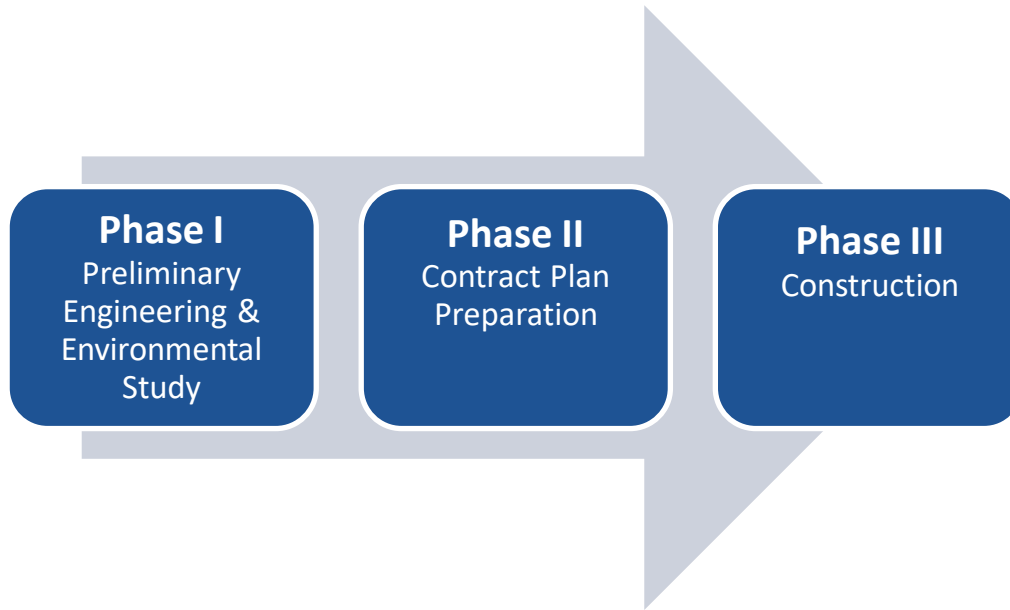 Phase I
Preliminary
Engineering &
Environmental
Study
Phase II
Contract Plan
Preparation
Phase III
Construction